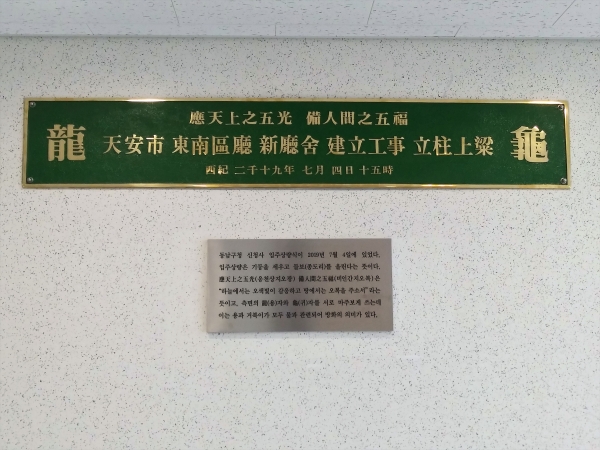 應天上之五光 備人間之五福
龍 天安市 東南區廳 新廳舍 建立工事 立柱上梁 龜
西紀 二千十九年 七月 四日 十五時
동남구청 신청사 입주상량식이 2019년 7월 4일에 있었다.
입주상량은 기둥을 세우고 들보(종도리)를 올린다는 뜻이다.
應天上之五光(응천상지오광) 備人間之五福(비인간지오복)은
"하늘에서는 오색빛이 감응하고 땅에서는 오복을 주소서"라는
뜻이고, 측면의 龍(용)자와 龜(귀)자를 서로 마주보게 쓰는데
이는 용과 거북이가 모두 물과 관련되어 방화의 의미가 있다.